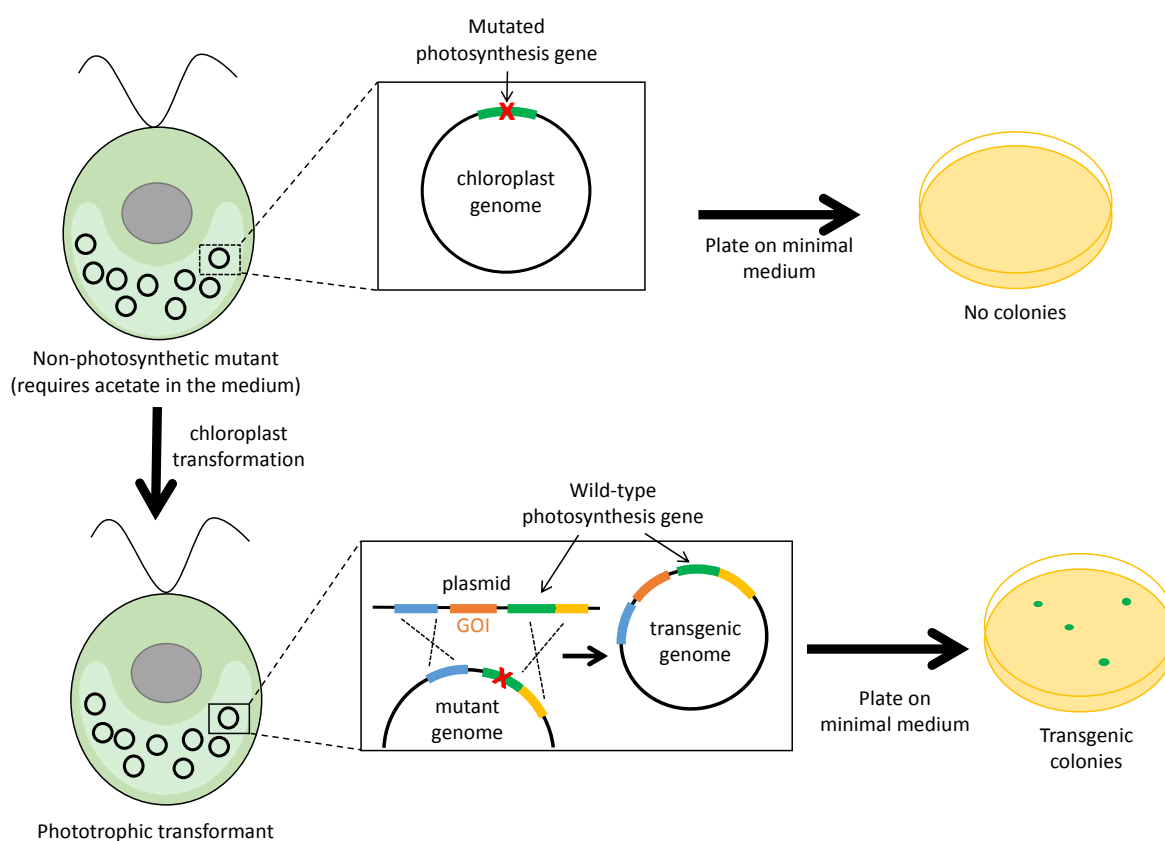 Mutated
photosynthesis gene
chloroplast
genome
Plate on minimal
medium
No colonies
Non-photosynthetic mutant
(requires acetate in the medium)
chloroplast
transformation
Wild-type
photosynthesis gene
plasmid
GOI
mutant
genome
transgenic
genome
Plate on
minimal medium
Transgenic
colonies
Phototrophic transformant